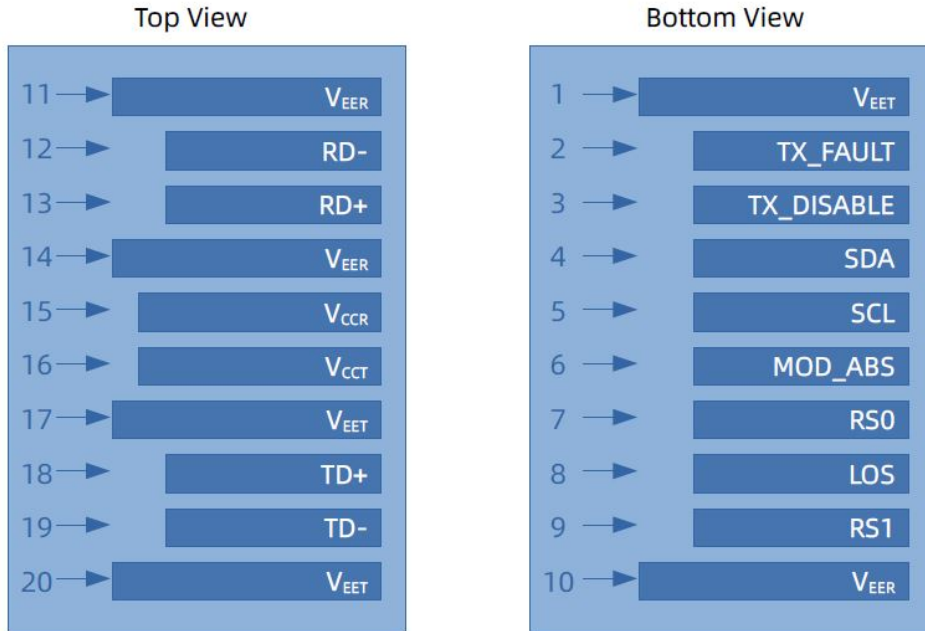 Top View
11 VEER
12 RD-
13 RD+
14 VEER
15 VCCR
16 VCCT
17 VEET
18 TD+
19 TD-
20 VEET
Bottom View
1 VEET
2 TX_FAULT
3 TX_DISABLE
4 SDA
5 SCL
6 MOD_ABS
7 RS0
8 LOS
9 RS1
10 VEER